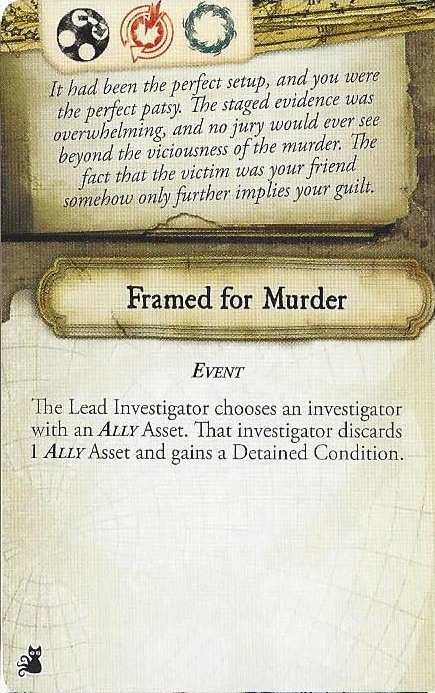 It had been the perfect setup, and you were
the perfect patsy. The staged evidence was
overwhelming, and no jury would ever see
beyond the viciousness of the murder. The
fact that the victim was your friend
somehow only further implies your guilt.
Framed for Murder
EVENT
The Lead Investigator chooses an investigator
with an ALLY Asset. That investigator discards
1 ALLY Asset and gains a Detained Condition.